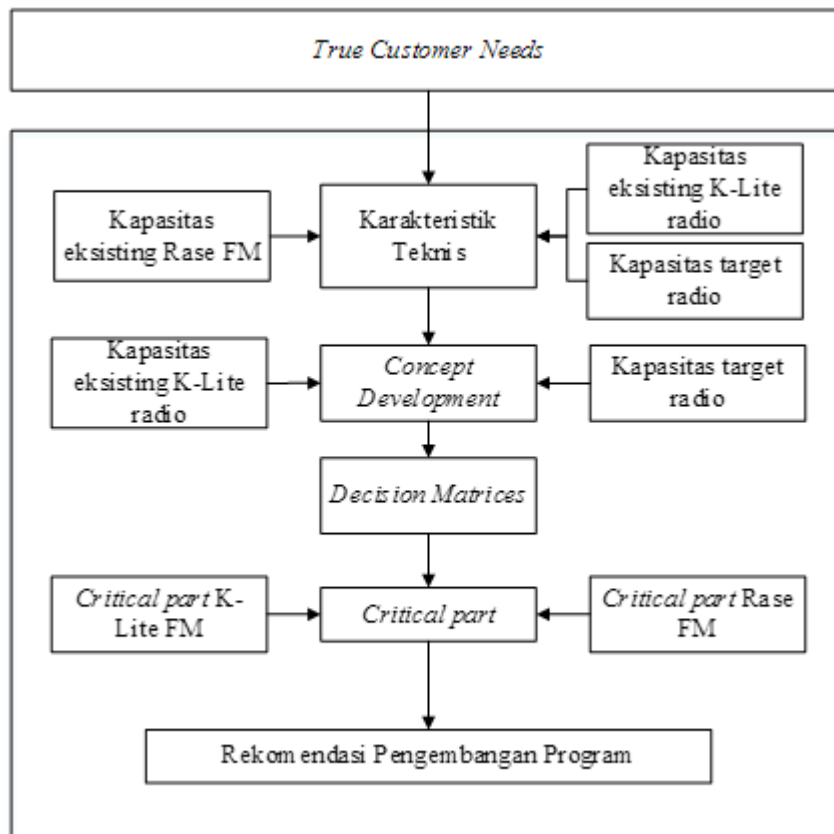 True Customer Needs
Kapasitas
eksisting Rase FM
Karakteristik
Teknis
Kapasitas
eksisting K-Lite
radio
Kapasitas target
radio
Kapasitas
eksisting K-Lite
radio
Concept
Development
Kapasitas target
radio
Decision Matrices
Critical part K-
Lite FM
Critical part
Critical part Rase
FM
Rekomendasi Pengembangan Program